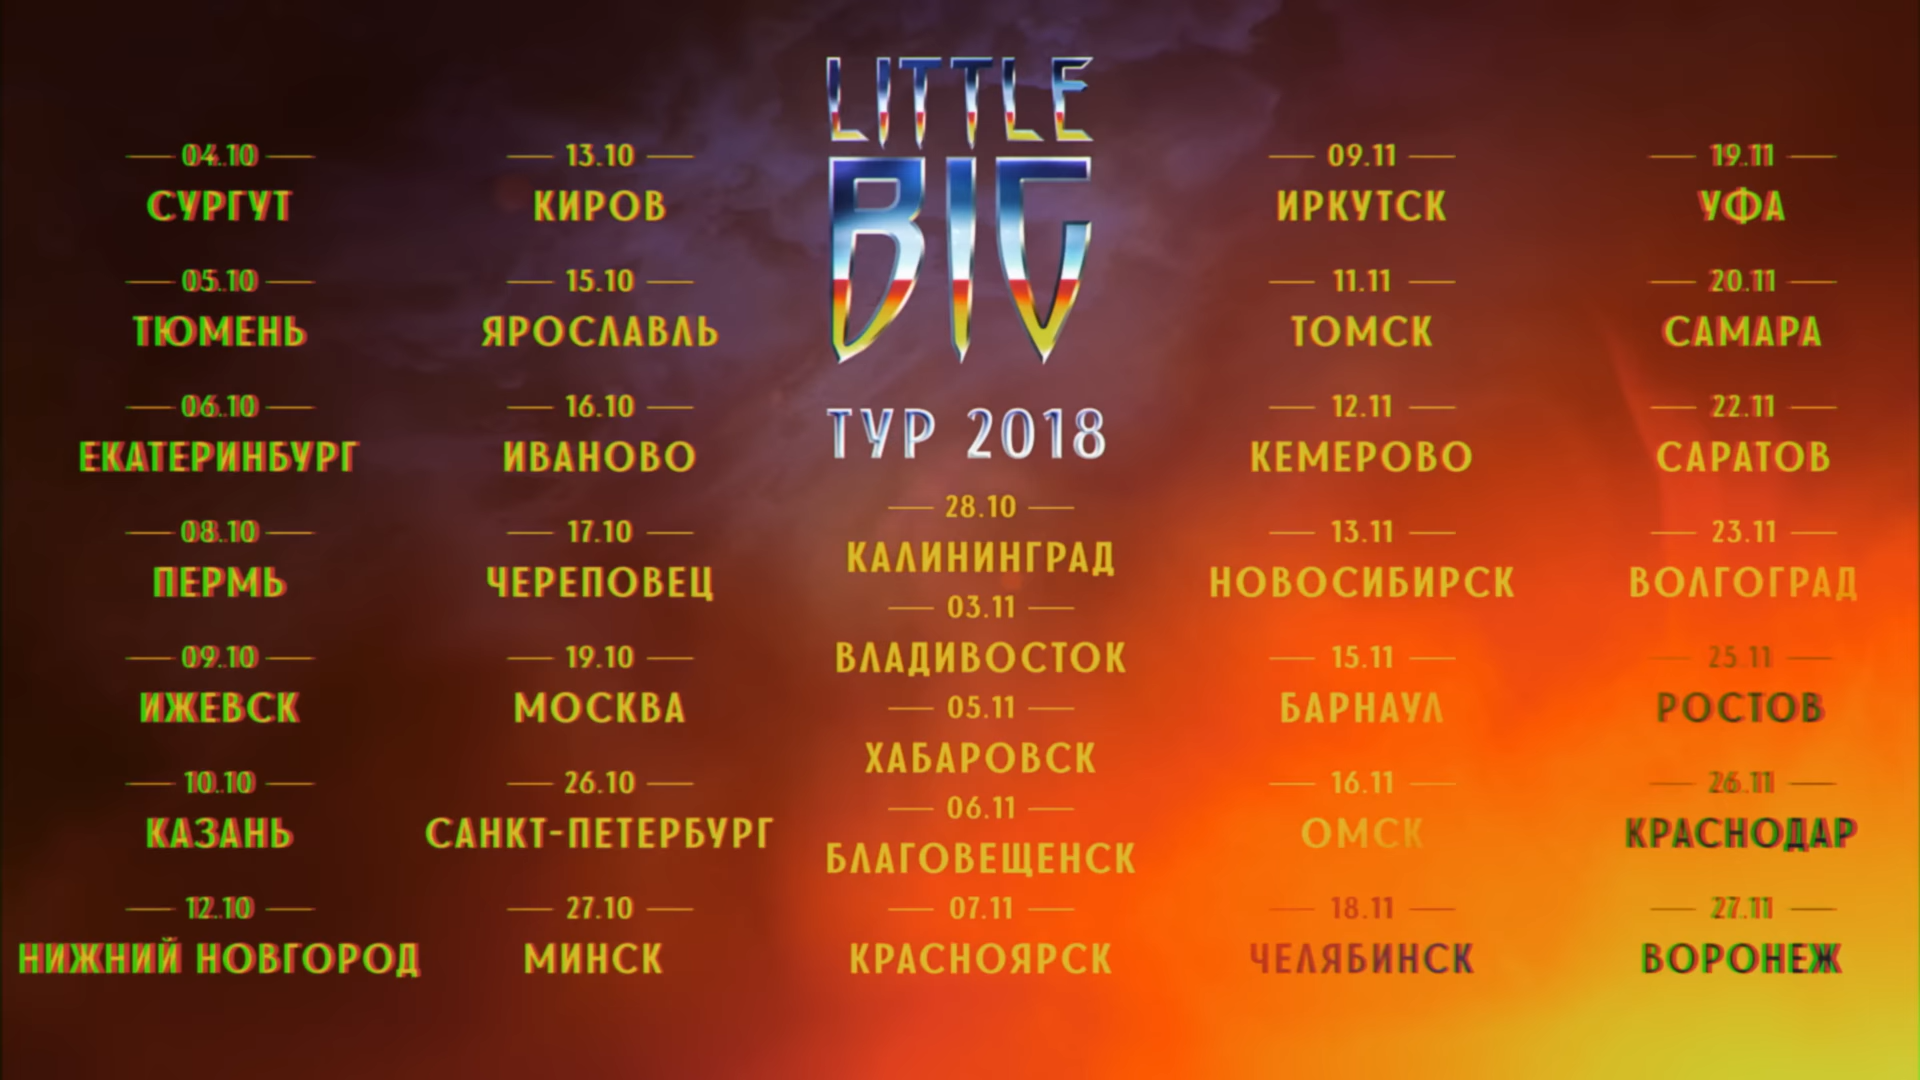 LITTLE
BIG
ТУР 2018
04.10
СУРГУТ
05.10
ТЮМЕНЬ
06.10
ЕКАТЕРИНБУРГ
08.10
ПЕРМЬ
09.10
ИЖЕВСК
10.10
КАЗАНЬ
12.10
НИЖНИЙ НОВГОРОД
13.10
КИРОВ
15.10
ЯРОСЛАВЛЬ
16.10
ИВАНОВО
17.10
ЧЕРЕПОВЕЦ
19.10
МОСКВА
26.10
САНКТ-ПЕТЕРБУРГ
27.10
МИНСК
28.10
КАЛИНИНГРАД
03.11
ВЛАДИВОСТОК
05.11
ХАБАРОВСК
06.11
БЛАГОВЕЩЕНСК
07.11
КРАСНОЯРСК
09.11
ИРКУТСК
11.11
ТОМСК
12.11
КЕМЕРОВО
13.11
НОВОСИБИРСК
15.11
БАРНАУЛ
16.11
ОМСК
18.11
ЧЕЛЯБИНСК
19.11
УФА
20.11
САМАРА
22.11
САРАТОВ
23.11
ВОЛГОГРАД
25.11
РОСТОВ
26.11
КРАСНОДАР
27.11
ВОРОНЕЖ